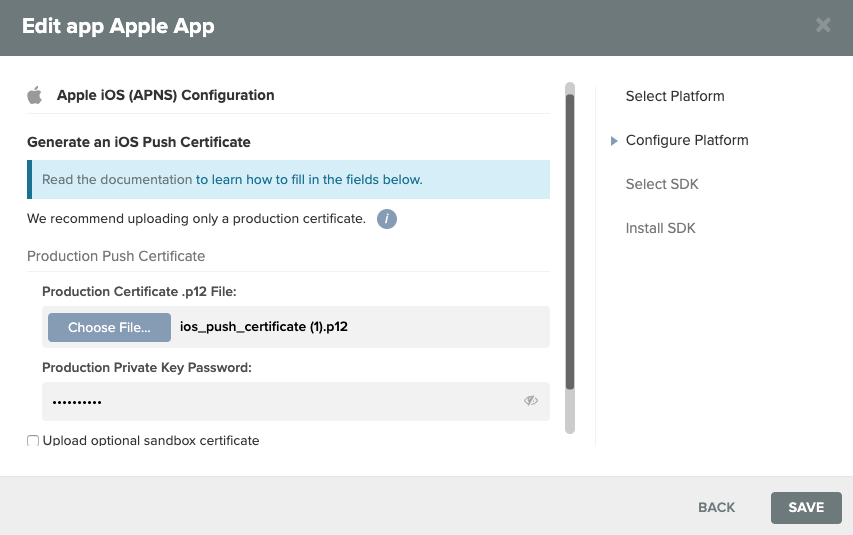 Edit app Apple App
Apple iOS (APNS) Configuration
Generate an iOS Push Certificate
Read the documentation to learn how to fill in the fields below.
We recommend uploading only a production certificate. i
Production Push Certificate
Production Certificate .p12 File:
Choose File... ios_push_certificate (1).p12
Production Private Key Password:
••••••••••
Upload optional sandbox certificate
Select Platform
Configure Platform
Select SDK
Install SDK
BACK SAVE